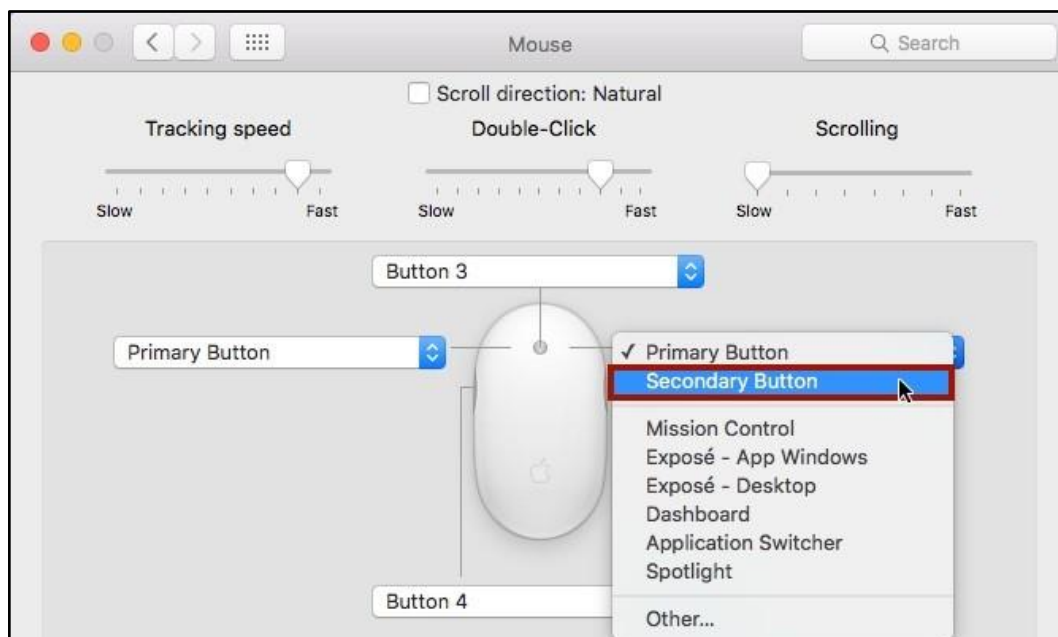 Mouse
Search
Scroll direction: Natural
Tracking speed
Double-Click
Scrolling
Slow Fast
Slow Fast
Slow Fast
Button 3
Primary Button
✓ Primary Button
Secondary Button
Mission Control
Exposé - App Windows
Exposé - Desktop
Dashboard
Application Switcher
Spotlight
Other...
Button 4